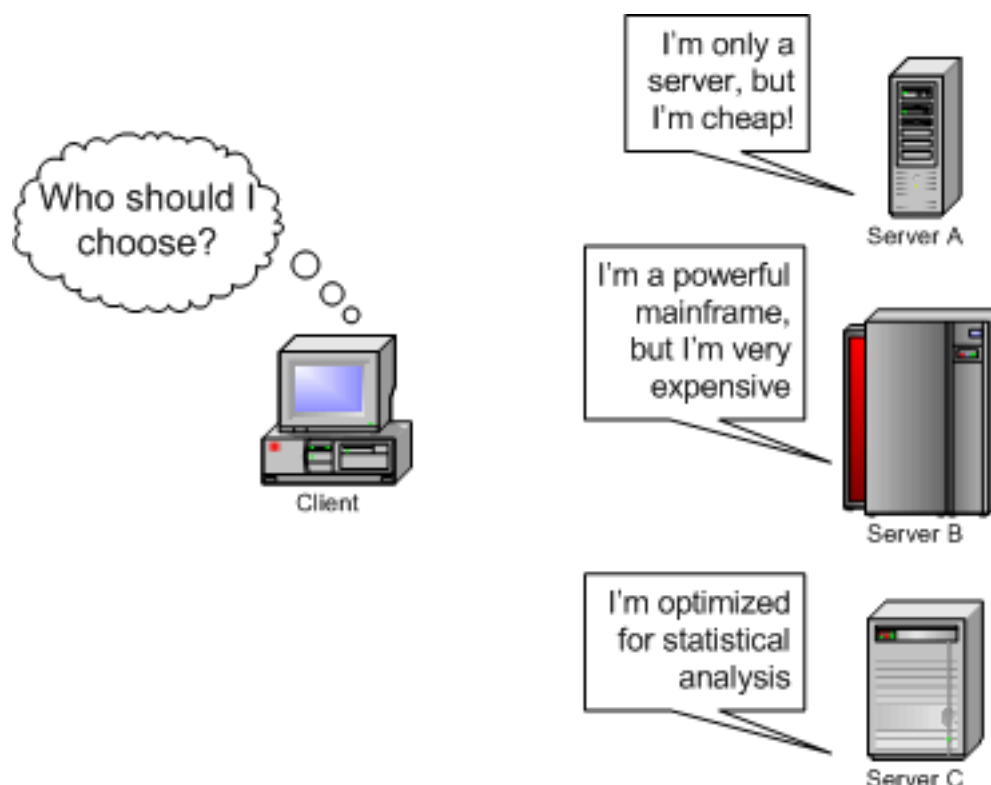 I'm only a
server, but
I'm cheap!
Server A
Who should I
choose?
Client
I'm a powerful
mainframe,
but I'm very
expensive
Server B
I'm optimized
for statistical
analysis
Server C